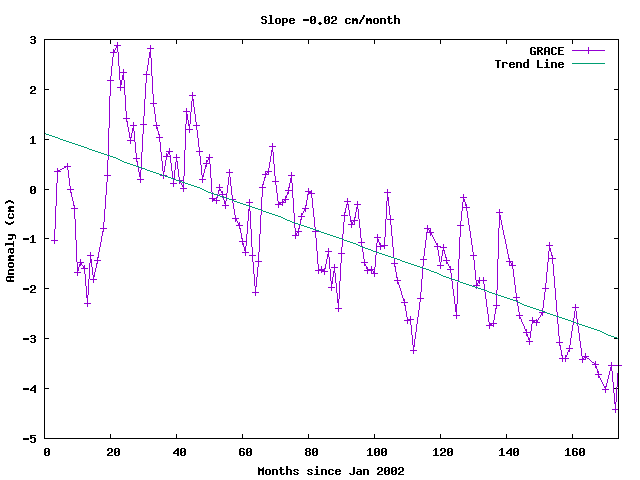 Slope -0.02 cm/month
GRACE
Trend Line
3
2
1
0
-1
-2
-3
-4
-5
Anomaly (cm)
0 20 40 60 80 100 120 140 160
Months since Jan 2002